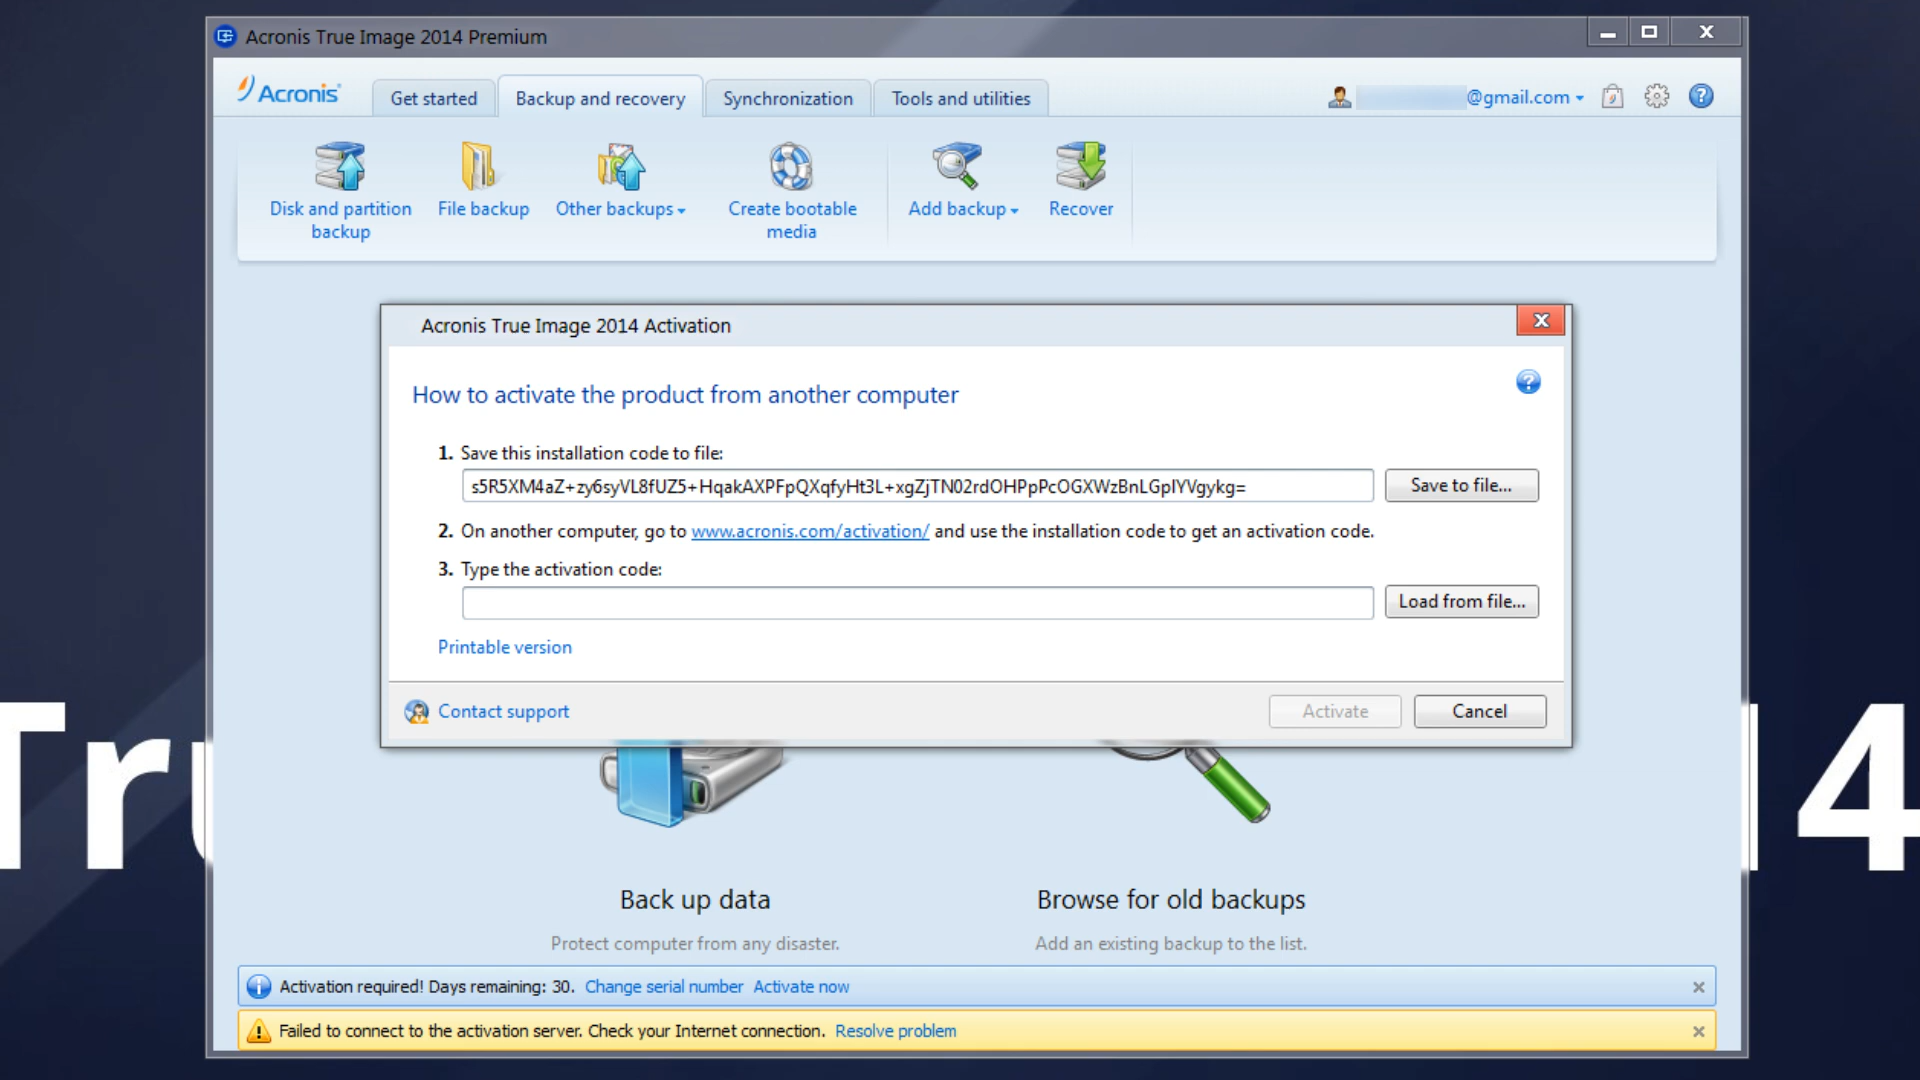 Acronis True Image 2014 Premium
Acronis
Get started
Backup and recovery
Synchronization
Tools and utilities
@gmail.com
Disk and partition
backup
File backup
Other backups
Create bootable
media
Add backup
Recover
Acronis True Image 2014 Activation
How to activate the product from another computer
1. Save this installation code to file:
s5R5XM4aZ+zy6syVL8fUZ5+HqakAXPFpQXqfyHt3L+xgZjTN02rdOHPpPcOGXWzBnLGpIYVgykg=
Save to file...
2. On another computer, go to www.acronis.com/activation/ and use the installation code to get an activation code.
3. Type the activation code:
Load from file...
Printable version
Contact support
Activate
Cancel
Tru
14
Back up data
Protect computer from any disaster.
Browse for old backups
Add an existing backup to the list.
Activation required! Days remaining: 30. Change serial number Activate now
Failed to connect to the activation server. Check your Internet connection. Resolve problem